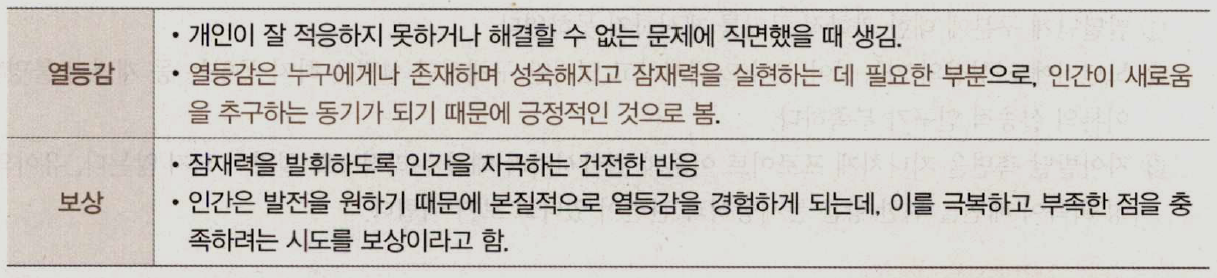 열등감
• 개인이 잘 적응하지 못하거나 해결할 수 없는 문제에 직면했을 때 생김.
• 열등감은 누구에게나 존재하며 성숙해지고 잠재력을 실현하는 데 필요한 부분으로, 인간이 새로움
을 추구하는 동기가 되기 때문에 긍정적인 것으로 봄.
보상
• 잠재력을 발휘하도록 인간을 자극하는 건전한 반응
• 인간은 발전을 원하기 때문에 본질적으로 열등감을 경험하게 되는데, 이를 극복하고 부족한 점을 충
족하려는 시도를 보상이라고 함.